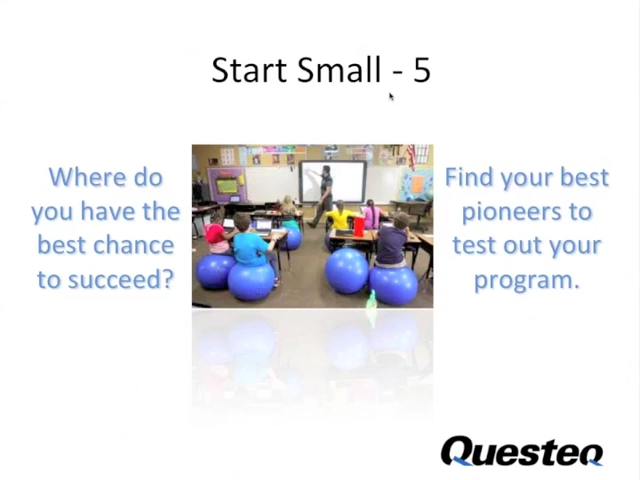 Start Small - 5
Where do
you have the
best chance
to succeed?
Find your best
pioneers to
test out your
program.
Questeq